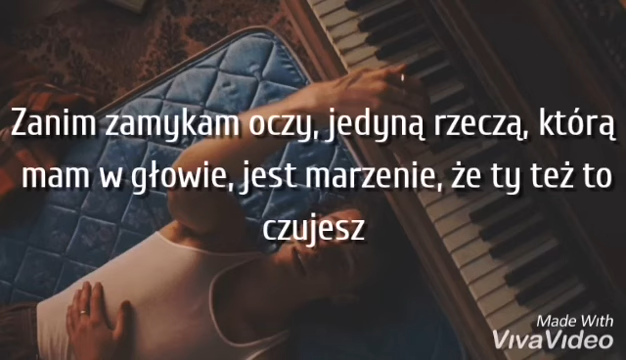 Zanim zamykam oczy, jedyną rzeczą, którą
mam w głowie, jest marzenie, że ty też to
czujesz
Made With
VivaVideo